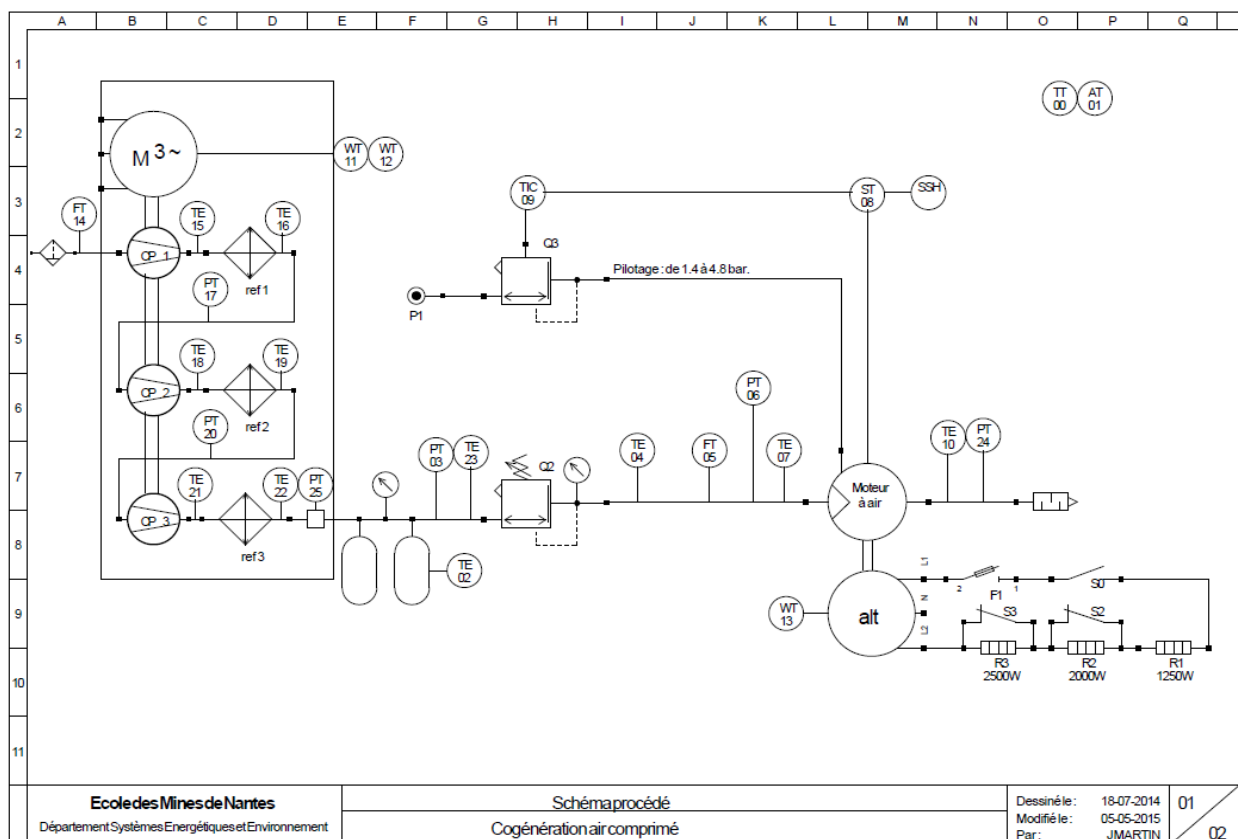 A B C D E F G H I J K L M N O P Q
1
TT 00
AT 01
2
M 3~
WT 11
WT 12
3
TIC 09
ST 08
SSH
FT 14
TE 15
TE 16
4
CP 1
ref 1
Q3
Pilotage : de 1.4 à 4.8 bar.
PT 17
P1
5
TE 18
TE 19
6
CP 2
ref 2
PT 06
PT 20
7
PT 03
TE 23
Q2
TE 04
FT 05
TE 07
TE 10
PT 24
TE 21
TE 22
PT 25
Moteur à air
8
CP 3
ref 3
TE 02
L1
2
F1
1
S0
9
WT 13
alt
N
S3
S2
L2
10
R3
2500W
R2
2000W
R1
1250W
11
Ecole des Mines de Nantes
Département Systèmes Energétiques et Environnement
Schéma procédé
Cogénération air comprimé
Dessiné le : 18-07-2014
Modifié le : 05-05-2015
Par : JMARTIN
01
02